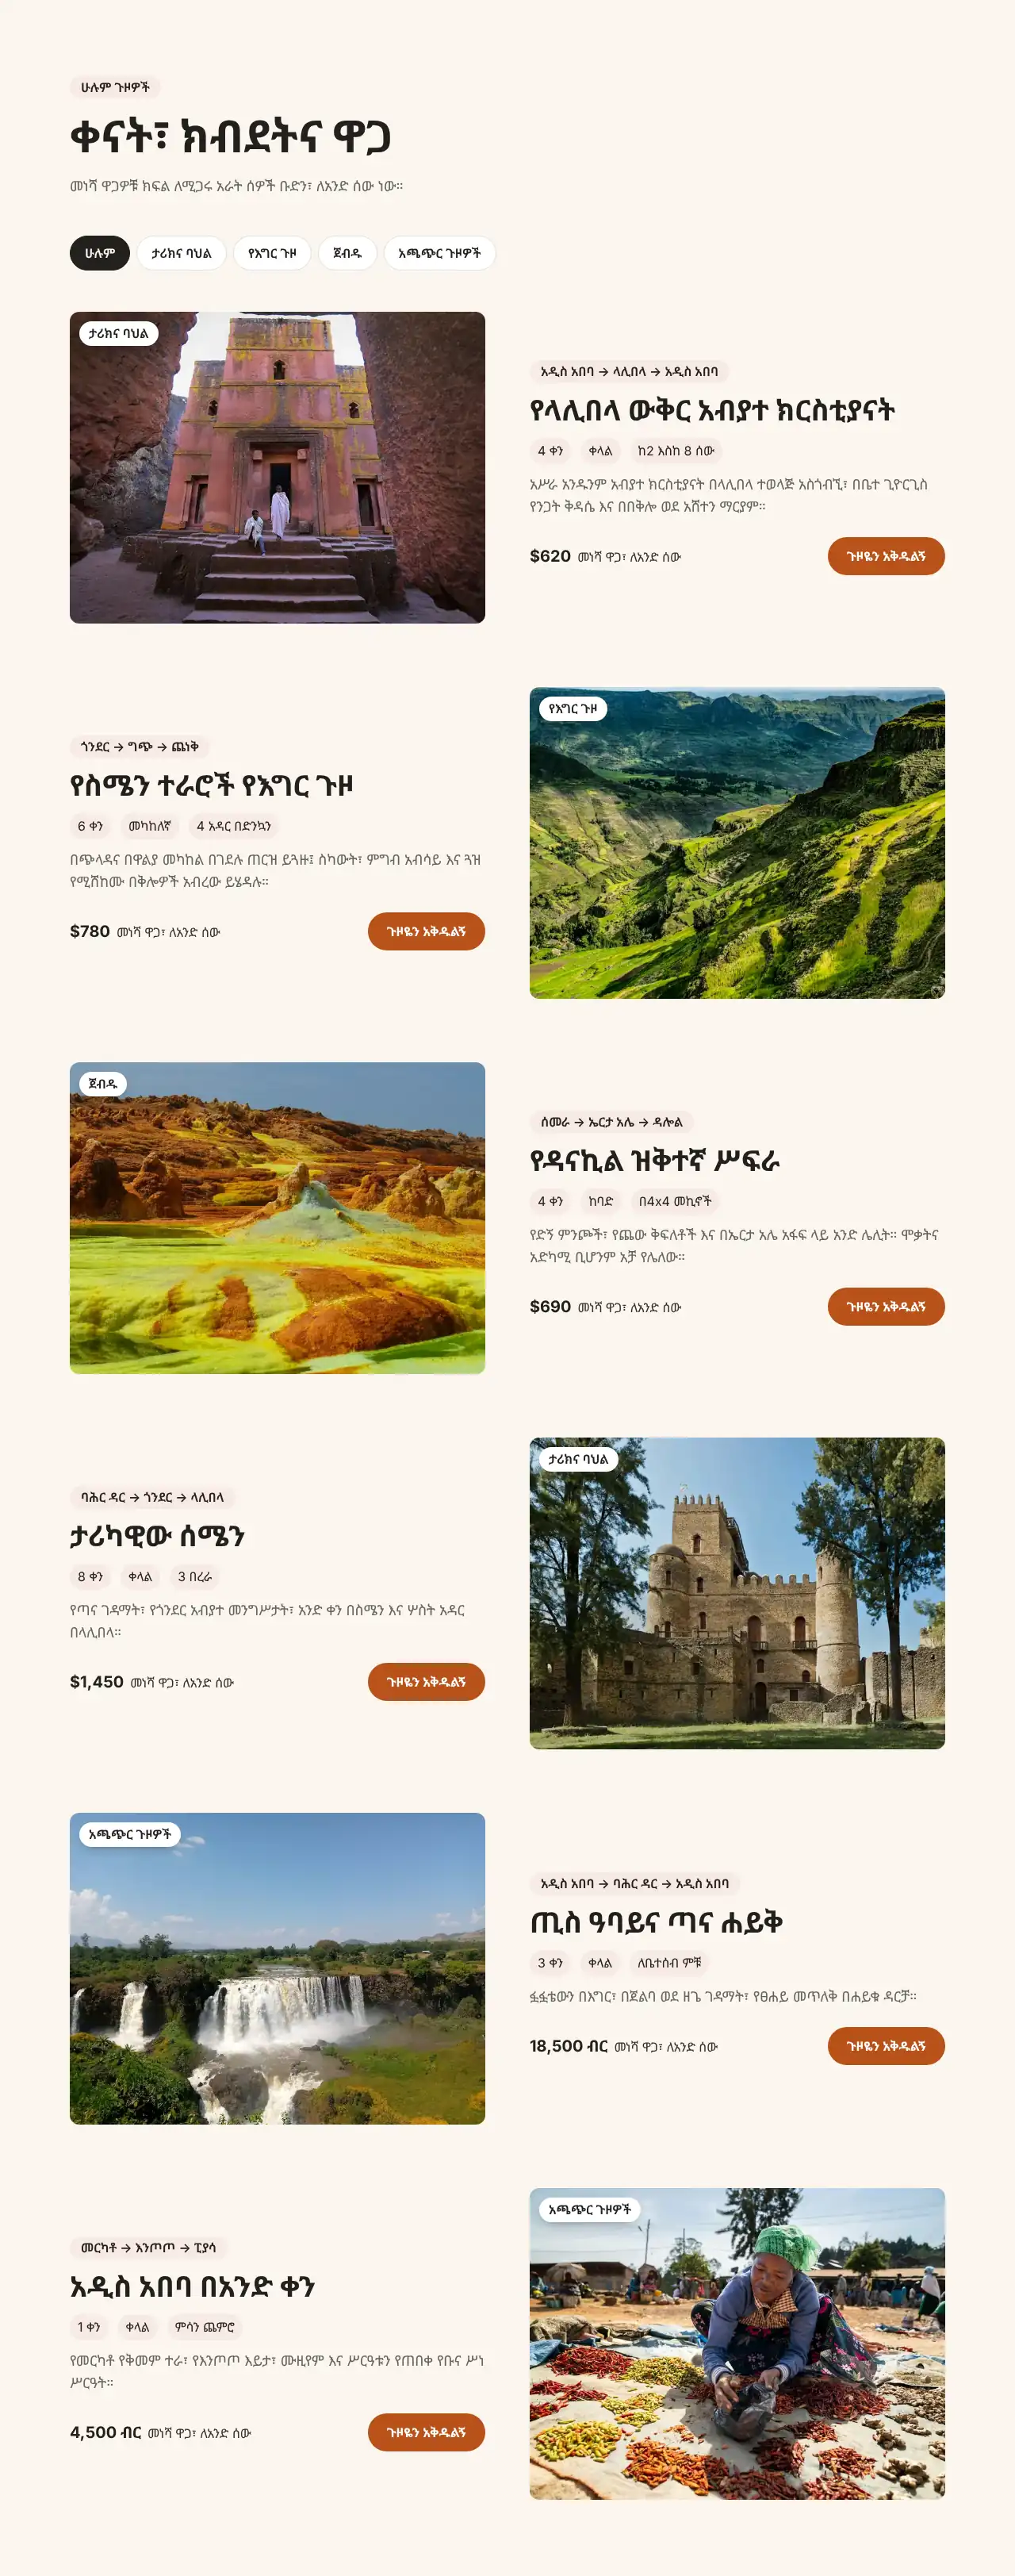 ሁሉም ጉዞዎች
ቀናት፣ ክብደትና ዋጋ
መነሻ ዋጋዎቹ ክፍል ለሚጋሩ አራት ሰዎች ቡድን፣ ለአንድ ሰው ነው።
ሁሉም
ታሪክና ባህል
የእግር ጉዞ
ጀብዱ
አጫጭር ጉዞዎች
ታሪክና ባህል
አዲስ አበባ → ላሊበላ → አዲስ አበባ
የላሊበላ ውቅር አብያተ ክርስቲያናት
4 ቀን
ቀላል
ከ2 እስከ 8 ሰው
አሥራ አንዱንም አብያተ ክርስቲያናት በላሊበላ ተወላጅ አስጎብኚ፣ በቤተ ጊዮርጊስ
የንጋት ቅዳሴ እና በበቅሎ ወደ አሸተን ማርያም።
$620 መነሻ ዋጋ፣ ለአንድ ሰው
ጉዞዬን አቅዱልኝ
የእግር ጉዞ
ጎንደር → ግጭ → ጨነቅ
የስሜን ተራሮች የእግር ጉዞ
6 ቀን
መካከለኛ
4 አዳር በድንኳን
በጭላዳና በዋልያ መካከል በገደሉ ጠርዝ ይጓዙ፤ ስካውት፣ ምግብ አብሳይ እና ጓዝ
የሚሸከሙ በቅሎዎች አብረው ይሄዳሉ።
$780 መነሻ ዋጋ፣ ለአንድ ሰው
ጉዞዬን አቅዱልኝ
ጀብዱ
ሰመራ → ኤርታ አሌ → ዳሎል
የዳናኪል ዝቅተኛ ሥፍራ
4 ቀን
ከባድ
በ4x4 መኪኖች
የድኝ ምንጮች፣ የጨው ቅፍለቶች እና በኤርታ አሌ አፋፍ ላይ አንድ ሌሊት። ሞቃትና
አድካሚ ቢሆንም አቻ የሌለው።
$690 መነሻ ዋጋ፣ ለአንድ ሰው
ጉዞዬን አቅዱልኝ
ታሪክና ባህል
ባሕር ዳር → ጎንደር → ላሊበላ
ታሪካዊው ሰሜን
8 ቀን
ቀላል
3 በረራ
የጣና ገዳማት፣ የጎንደር አብያተ መንግሥታት፣ አንድ ቀን በስሜን እና ሦስት አዳር
በላሊበላ።
$1,450 መነሻ ዋጋ፣ ለአንድ ሰው
ጉዞዬን አቅዱልኝ
አጫጭር ጉዞዎች
አዲስ አበባ → ባሕር ዳር → አዲስ አበባ
ጢስ ዓባይና ጣና ሐይቅ
3 ቀን
ቀላል
ለቤተሰብ ምቹ
ፏፏቴውን በእግር፣ በጀልባ ወደ ዘጌ ገዳማት፣ የፀሐይ መጥለቅ በሐይቁ ዳርቻ።
18,500 ብር መነሻ ዋጋ፣ ለአንድ ሰው
ጉዞዬን አቅዱልኝ
አጫጭር ጉዞዎች
መርካቶ → እንጦጦ → ፒያሳ
አዲስ አበባ በአንድ ቀን
1 ቀን
ቀላል
ምሳን ጨምሮ
የመርካቶ የቅመም ተራ፣ የእንጦጦ እይታ፣ ሙዚየም እና ሥርዓቱን የጠበቀ የቡና ሥነ
ሥርዓት።
4,500 ብር መነሻ ዋጋ፣ ለአንድ ሰው
ጉዞዬን አቅዱልኝ